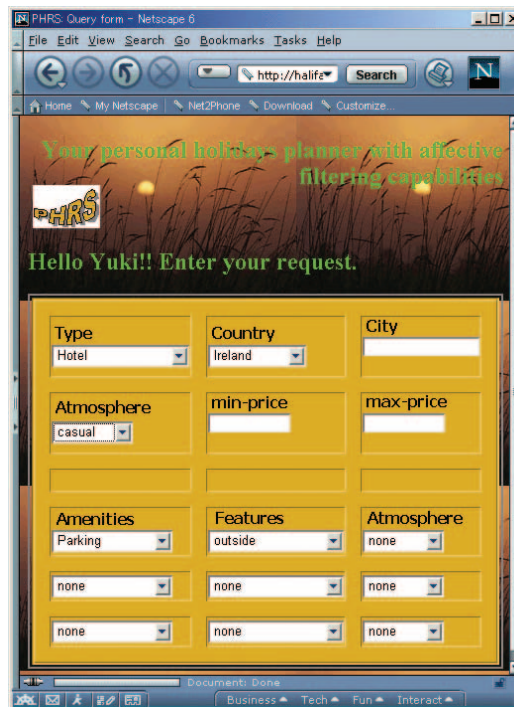 PHRS: Query form - Netscape 6
File Edit View Search Go Bookmarks Tasks Help
http://halifa Search N
Home My Netscape Net2Phone Download Customize...
Your personal holidays planner with affective
filtering capabilities
PHRS
Hello Yuki!! Enter your request.
Type Country City
Hotel Ireland
Atmosphere min-price max-price
casual
Amenities Features Atmosphere
Parking outside none
none none none
none none none
Document: Done
Business Tech Fun Interact